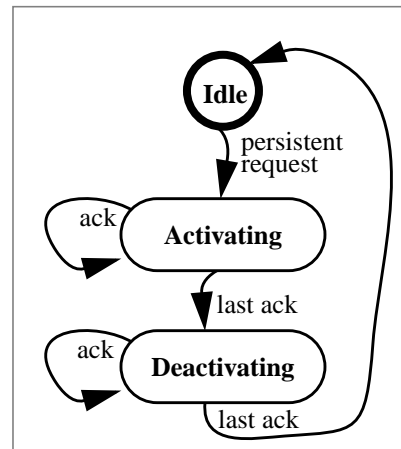 Idle
persistent
request
ack
Activating
last ack
ack
Deactivating
last ack